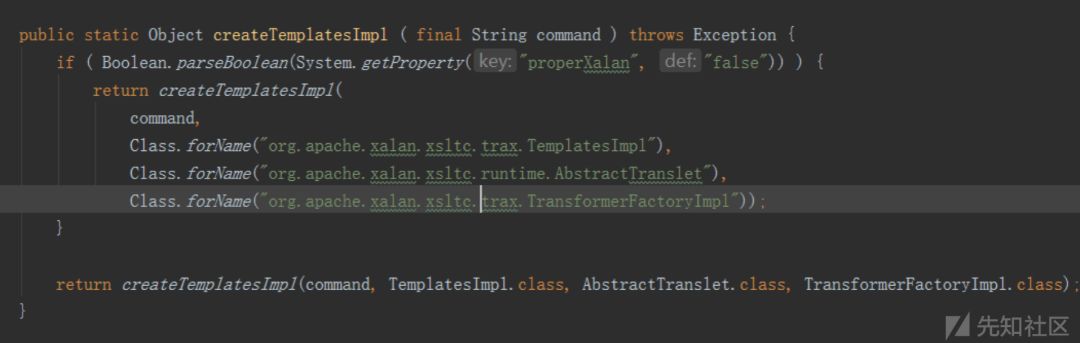 public static Object createTemplatesImpl ( final String command ) throws Exception {
if ( Boolean.parseBoolean(System.getProperty( key: "properXalan", def: "false")) ) {
return createTemplatesImpl(
command,
Class.forName("org.apache.xalan.xsltc.trax.TemplatesImpl"),
Class.forName("org.apache.xalan.xsltc.runtime.AbstractTranslet"),
Class.forName("org.apache.xalan.xsltc.trax.TransformerFactoryImpl"));
}
return createTemplatesImpl(command, TemplatesImpl.class, AbstractTranslet.class, TransformerFactoryImpl.class);
}
先知社区